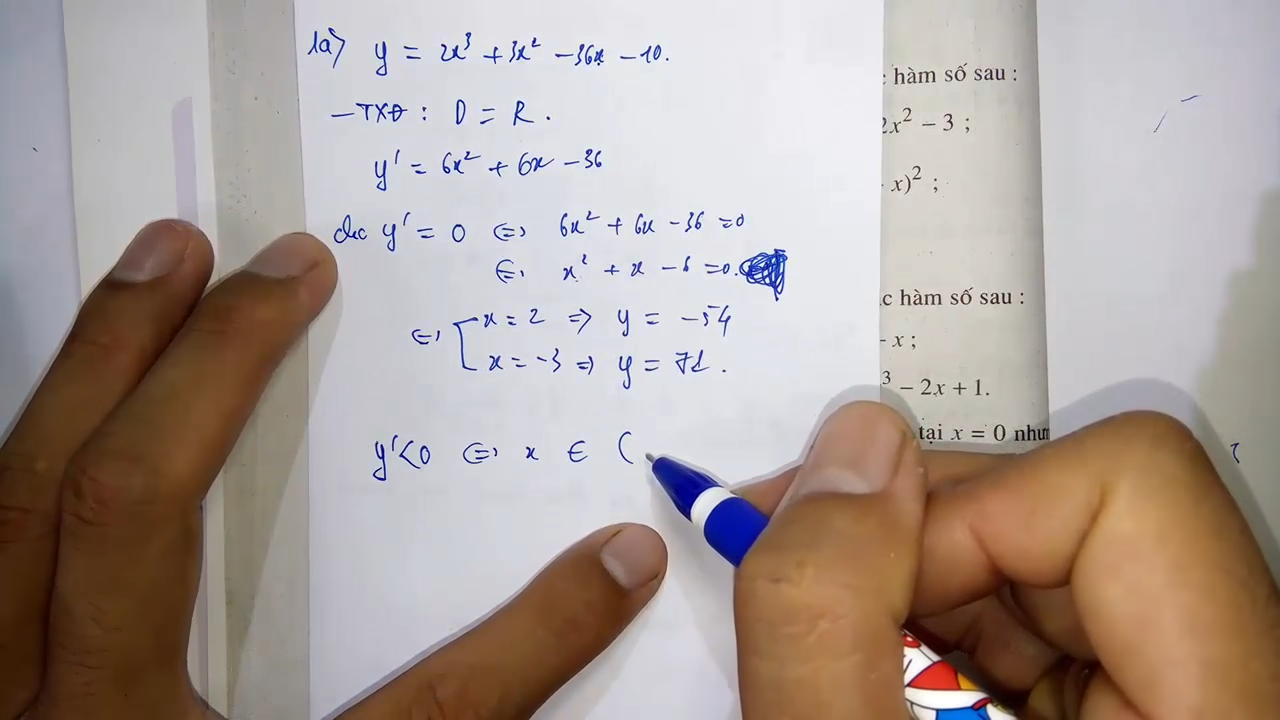 1a) y = 2x³ + 3x² - 36x - 10.
- TXĐ : D = R.
y' = 6x² + 6x - 36
y' = 0 ⇔ 6x² + 6x - 36 = 0
⇔ x² + x - 6 = 0.
⇔ [ x = 2 ⇒ y = -54
x = -3 ⇒ y = 71.
y' < 0 ⇔ x ∈ (
hàm số sau :
2x² - 3 ;
x)² ;
c hàm số sau :
- x ;
³ - 2x + 1.
tại x = 0 như